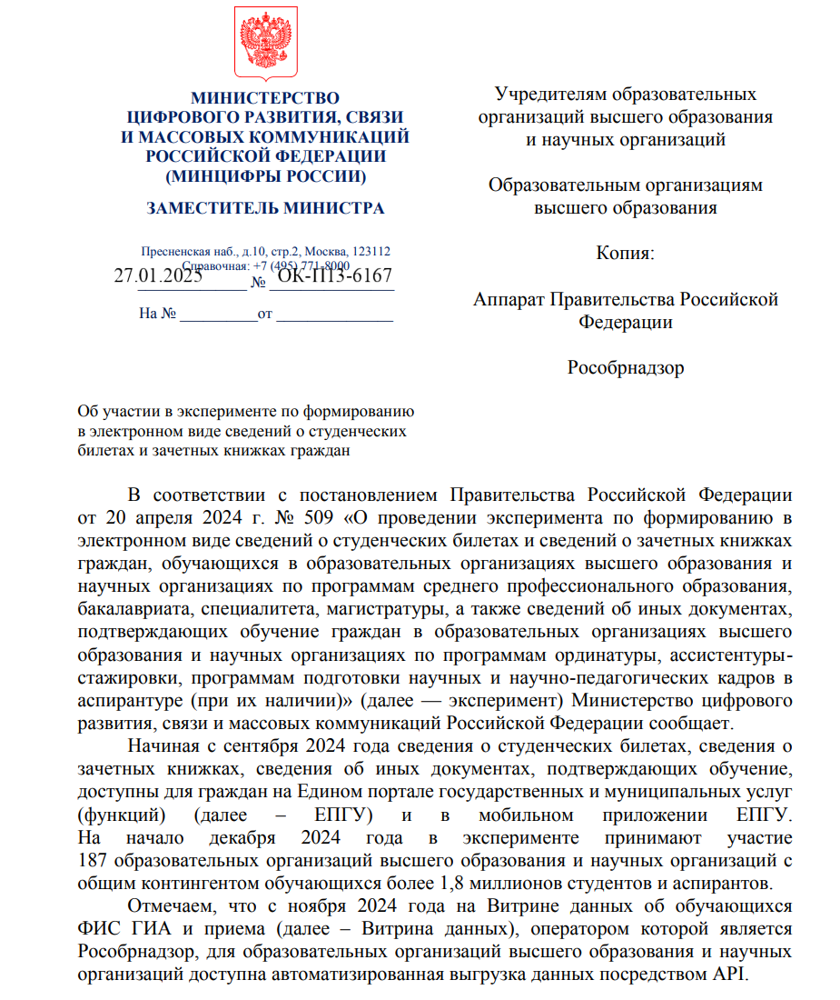 МИНИСТЕРСТВО
ЦИФРОВОГО РАЗВИТИЯ, СВЯЗИ
И МАССОВЫХ КОММУНИКАЦИЙ
РОССИЙСКОЙ ФЕДЕРАЦИИ
(МИНЦИФРЫ РОССИИ)
ЗАМЕСТИТЕЛЬ МИНИСТРА
Пресненская наб., д.10, стр.2, Москва, 123112
Справочная: +7 (495) 771-8000
27.01.2025 № ОК-П13-6167
На № __________от _______________
Учредителям образовательных
организаций высшего образования
и научных организаций
Образовательным организациям
высшего образования
Копия:
Аппарат Правительства Российской
Федерации
Рособрнадзор
Об участии в эксперименте по формированию
в электронном виде сведений о студенческих
билетах и зачетных книжках граждан
В соответствии с постановлением Правительства Российской Федерации
от 20 апреля 2024 г. № 509 «О проведении эксперимента по формированию в
электронном виде сведений о студенческих билетах и сведений о зачетных книжках
граждан, обучающихся в образовательных организациях высшего образования и
научных организациях по программам среднего профессионального образования,
бакалавриата, специалитета, магистратуры, а также сведений об иных документах,
подтверждающих обучение граждан в образовательных организациях высшего
образования и научных организациях по программам ординатуры, ассистентуры-
стажировки, программам подготовки научных и научно-педагогических кадров в
аспирантуре (при их наличии)» (далее — эксперимент) Министерство цифрового
развития, связи и массовых коммуникаций Российской Федерации сообщает.
Начиная с сентября 2024 года сведения о студенческих билетах, сведения о
зачетных книжках, сведения об иных документах, подтверждающих обучение,
доступны для граждан на Едином портале государственных и муниципальных услуг
(функций) (далее – ЕПГУ) и в мобильном приложении ЕПГУ.
На начало декабря 2024 года в эксперименте принимают участие
187 образовательных организаций высшего образования и научных организаций с
общим контингентом обучающихся более 1,8 миллионов студентов и аспирантов.
Отмечаем, что с ноября 2024 года на Витрине данных об обучающихся
ФИС ГИА и приема (далее – Витрина данных), оператором которой является
Рособрнадзор, для образовательных организаций высшего образования и научных
организаций доступна автоматизированная выгрузка данных посредством API.